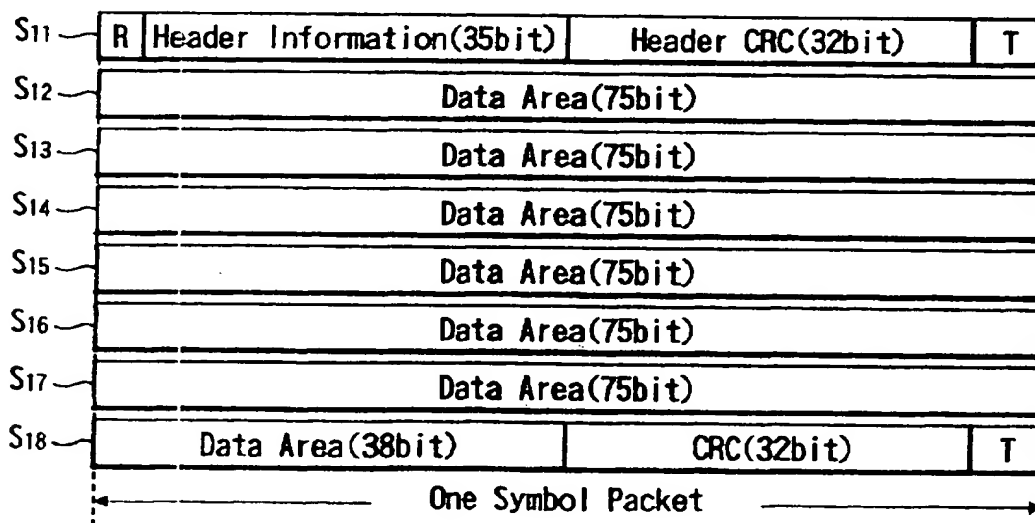 S11 R Header Information(35bit) Header CRC(32bit) T
S12 Data Area(75bit)
S13 Data Area(75bit)
S14 Data Area(75bit)
S15 Data Area(75bit)
S16 Data Area(75bit)
S17 Data Area(75bit)
S18 Data Area(38bit) CRC(32bit) T
One Symbol Packet